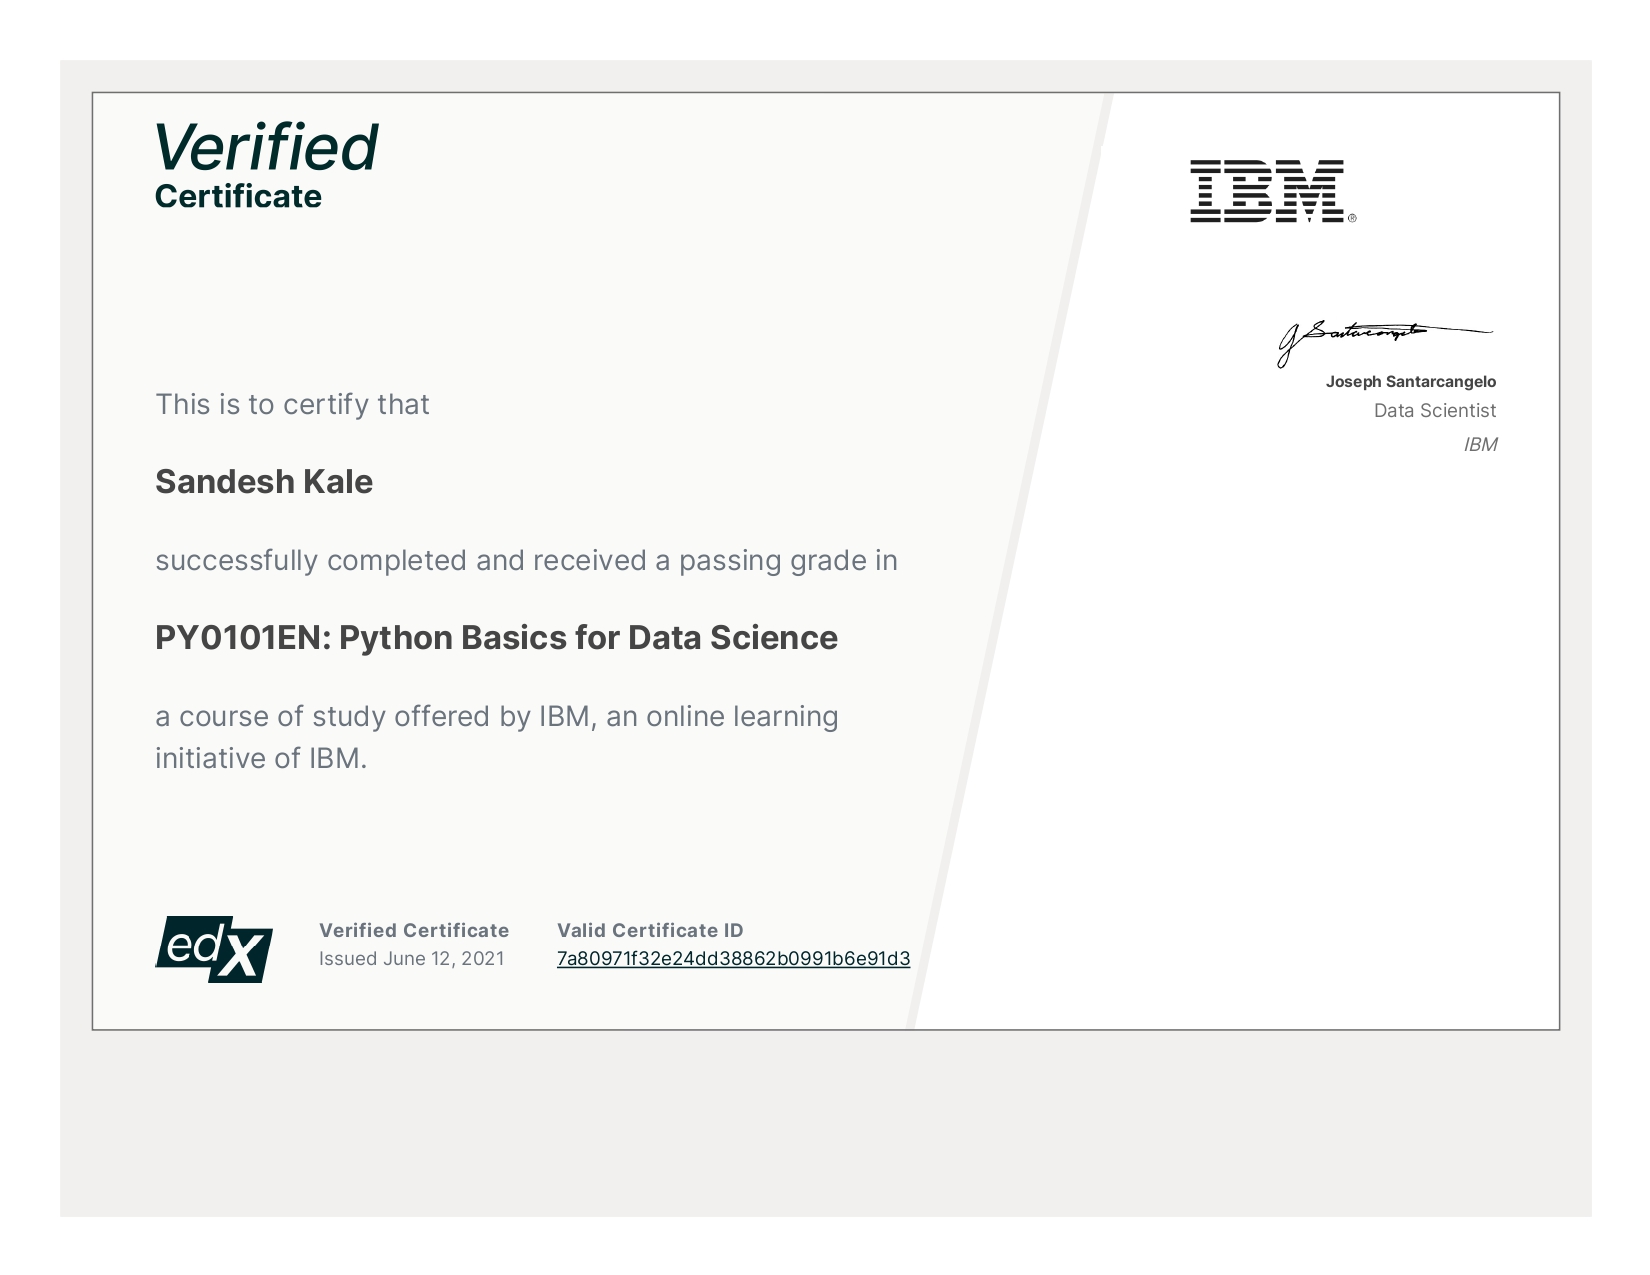 Verified
Certificate
IBM®
This is to certify that
Sandesh Kale
successfully completed and received a passing grade in
PY0101EN: Python Basics for Data Science
a course of study offered by IBM, an online learning
initiative of IBM.
J Santarcangelo
Joseph Santarcangelo
Data Scientist
IBM
edX
Verified Certificate
Issued June 12, 2021
Valid Certificate ID
7a80971f32e24dd38862b0991b6e91d3